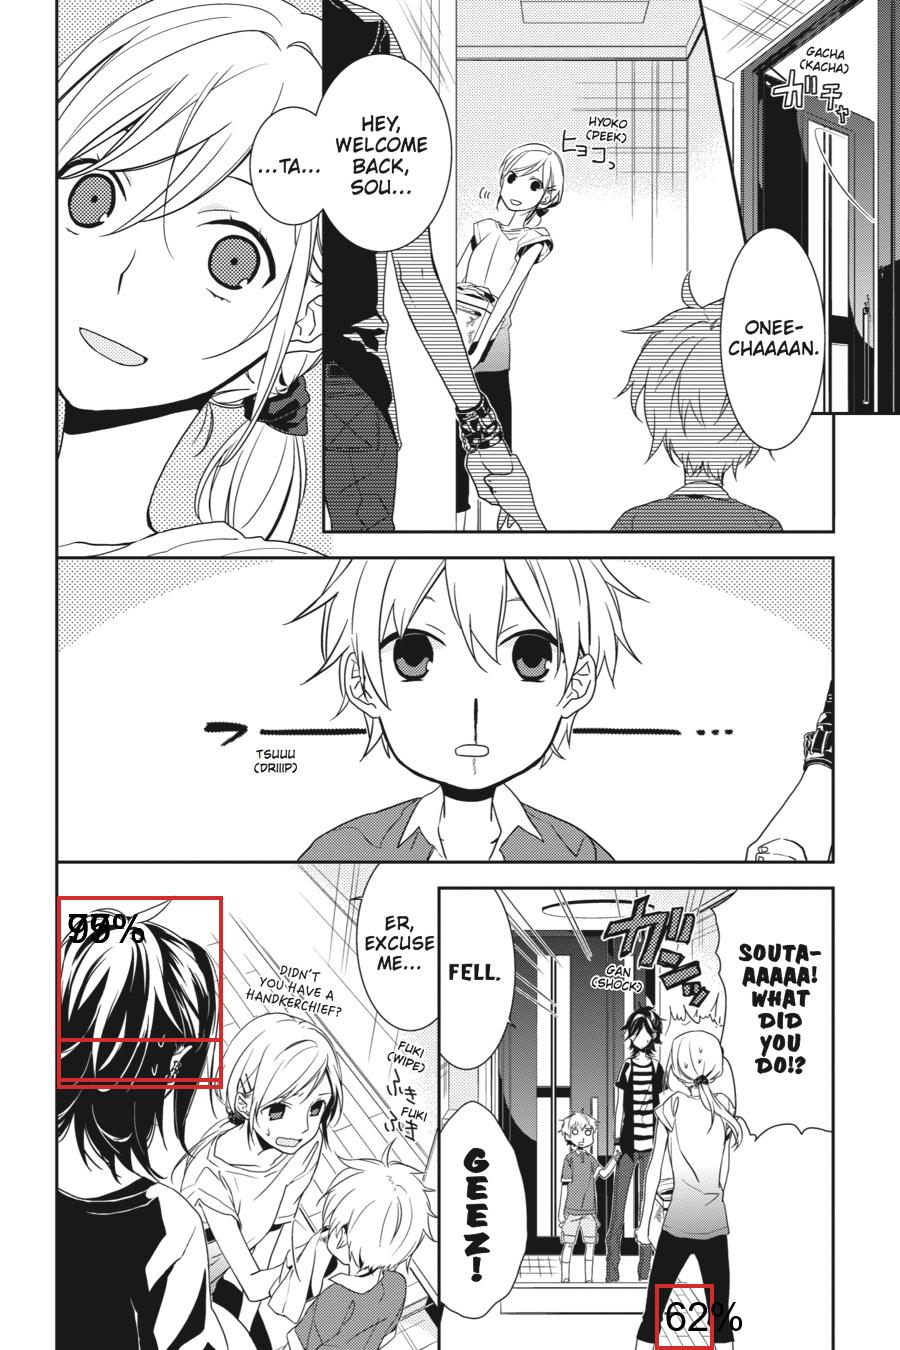 GACHA
(KACHA)
ガチャ
ONEE-
CHAAAAN.
HYOKO
(PEEK)
ヒョコっ
HEY,
WELCOME
BACK,
SOU...
...TA...
TSUUU
(DRIIIP)
つ
SOUTA-
AAAAA!
WHAT
DID
YOU
DO!?
ガーン
GAN
(SHOCK)
FELL.
GEEZ!
ER,
EXCUSE
ME...
DIDN'T
YOU HAVE A
HANDKERCHIEF?
FUKI
(WIPE)
ふき
FUKI
ふき
62%